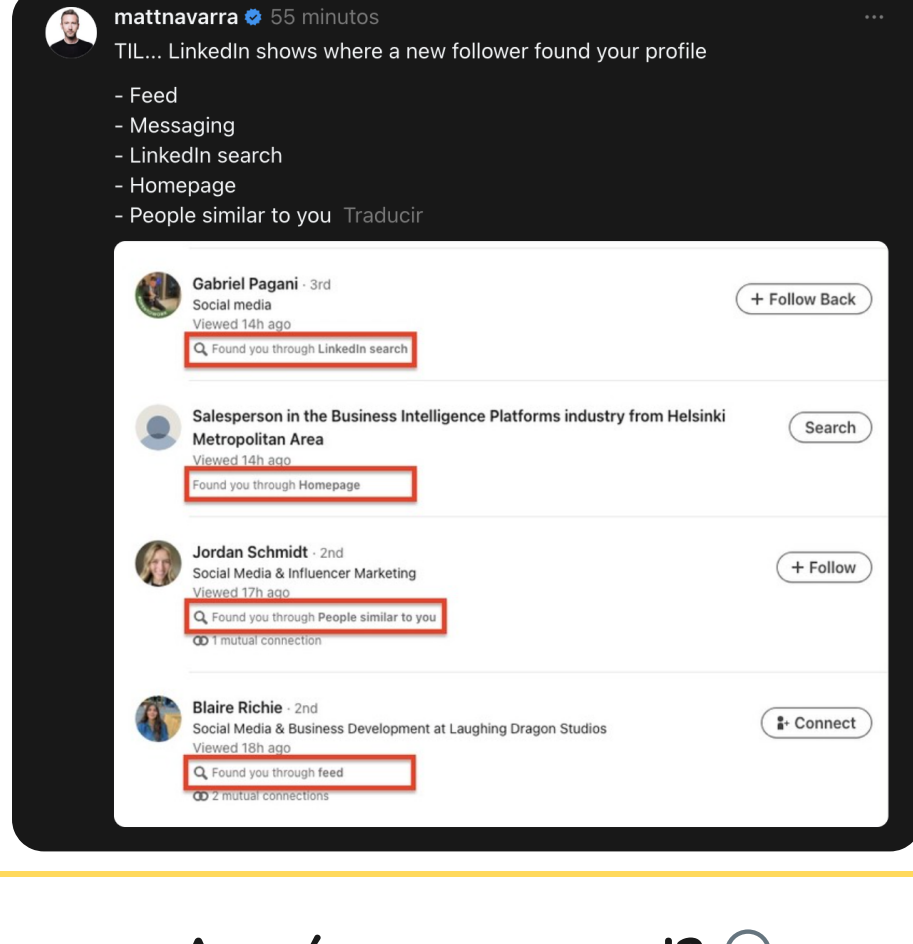 mattnavarra 55 minutos
TIL... LinkedIn shows where a new follower found your profile
- Feed
- Messaging
- LinkedIn search
- Homepage
- People similar to you Traducir
Gabriel Pagani · 3rd
Social media
Viewed 14h ago
+ Follow Back
Found you through LinkedIn search
Salesperson in the Business Intelligence Platforms industry from Helsinki
Metropolitan Area
Viewed 14h ago
Search
Found you through Homepage
Jordan Schmidt · 2nd
Social Media & Influencer Marketing
Viewed 17h ago
+ Follow
Found you through People similar to you
1 mutual connection
Blaire Richie · 2nd
Social Media & Business Development at Laughing Dragon Studios
Viewed 18h ago
Connect
Found you through feed
2 mutual connections